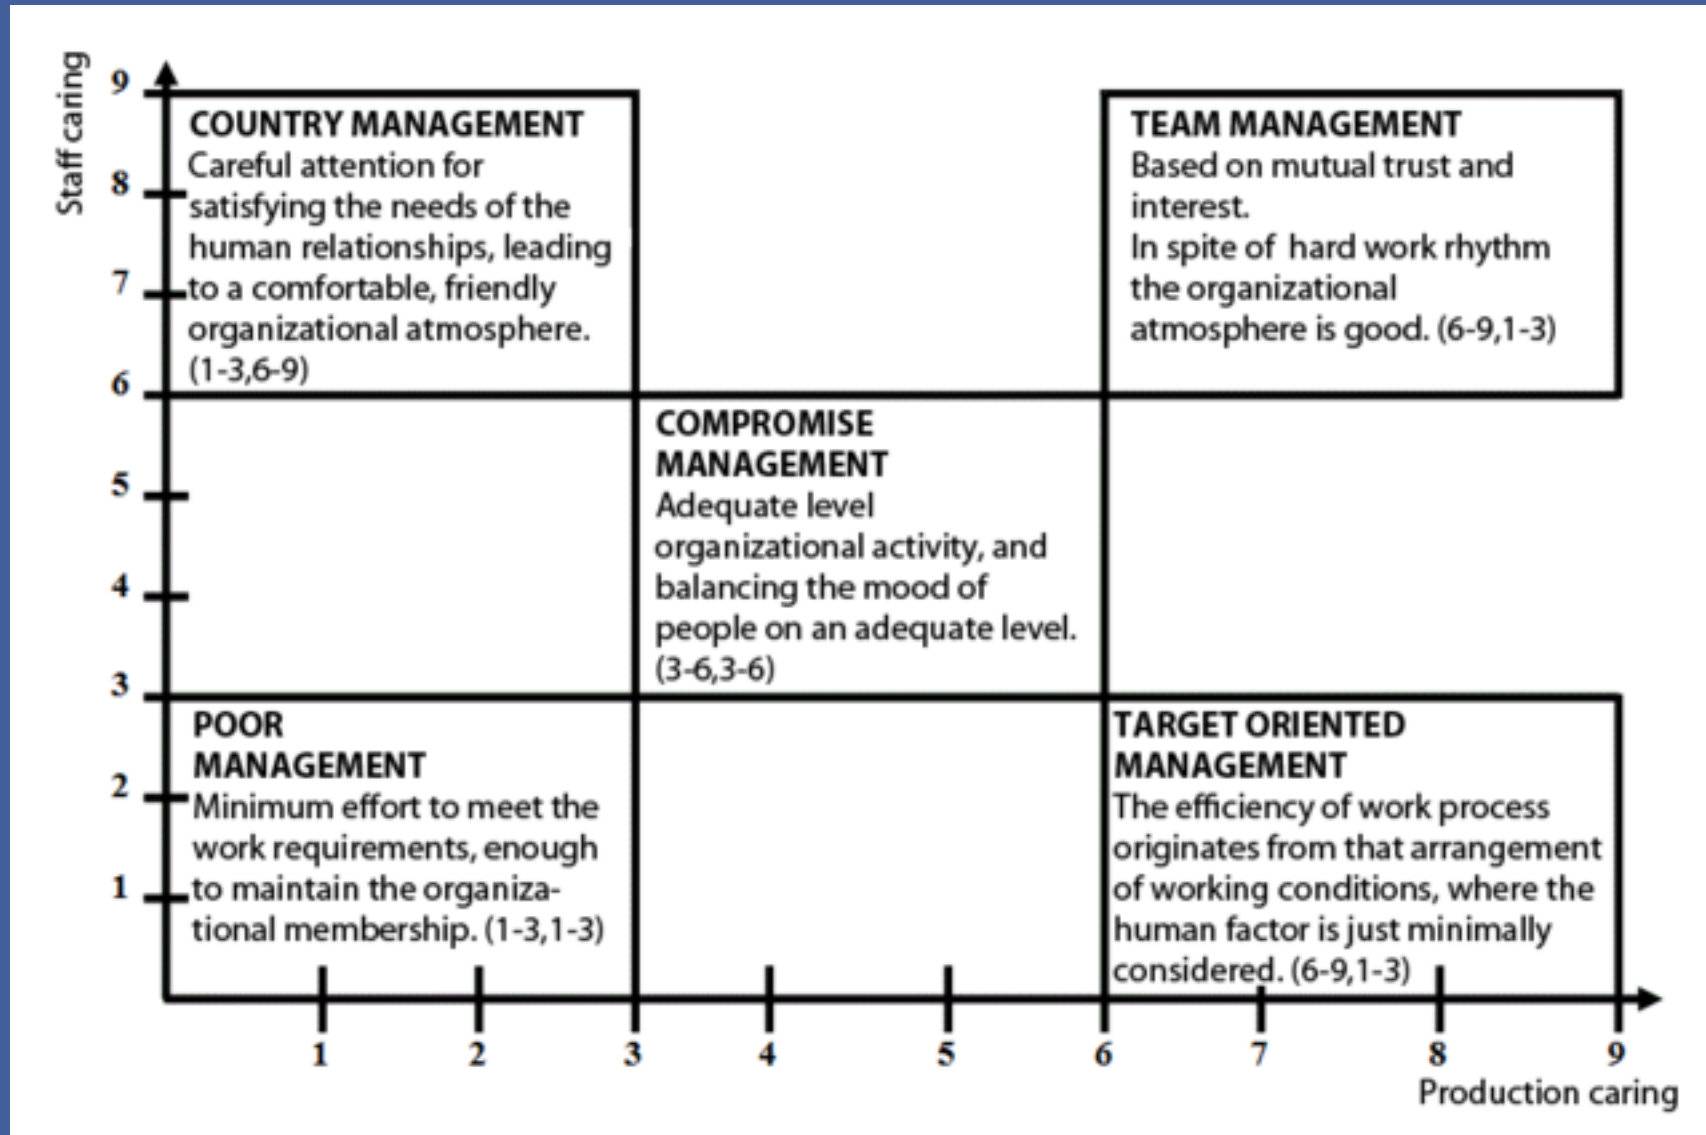 Staff caring
9
8
7
6
5
4
3
2
1
COUNTRY MANAGEMENT
Careful attention for
satisfying the needs of the
human relationships, leading
to a comfortable, friendly
organizational atmosphere.
(1-3,6-9)
TEAM MANAGEMENT
Based on mutual trust and
interest.
In spite of hard work rhythm
the organizational
atmosphere is good. (6-9,1-3)
COMPROMISE
MANAGEMENT
Adequate level
organizational activity, and
balancing the mood of
people on an adequate level.
(3-6,3-6)
POOR
MANAGEMENT
Minimum effort to meet the
work requirements, enough
to maintain the organiza-
tional membership. (1-3,1-3)
TARGET ORIENTED
MANAGEMENT
The efficiency of work process
originates from that arrangement
of working conditions, where the
human factor is just minimally
considered. (6-9,1-3)
1 2 3 4 5 6 7 8 9
Production caring